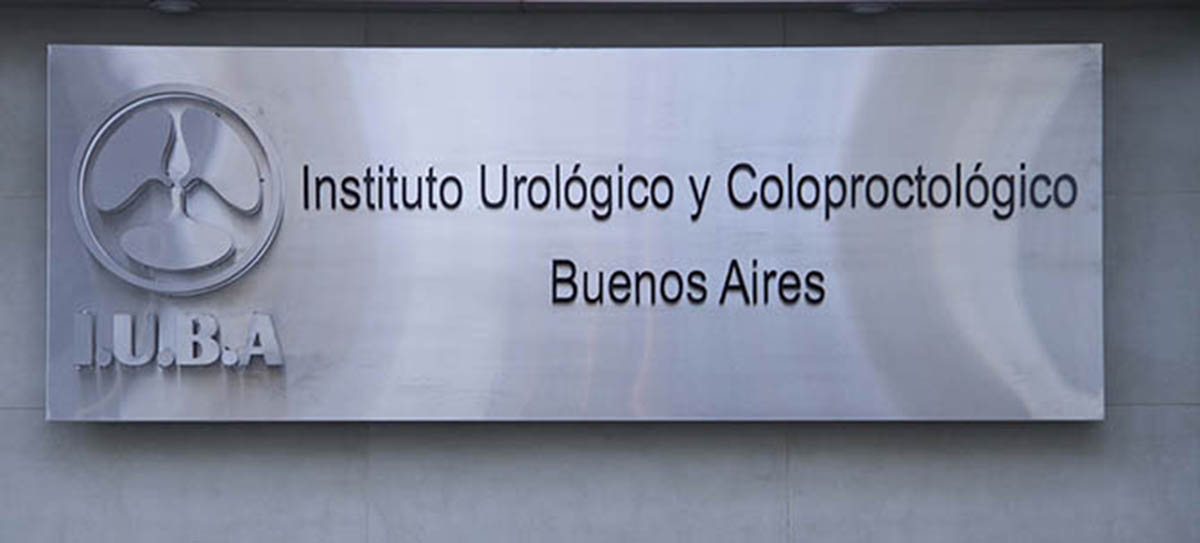 Instituto Urológico y Coloproctológico
Buenos Aires
I.U.B.A